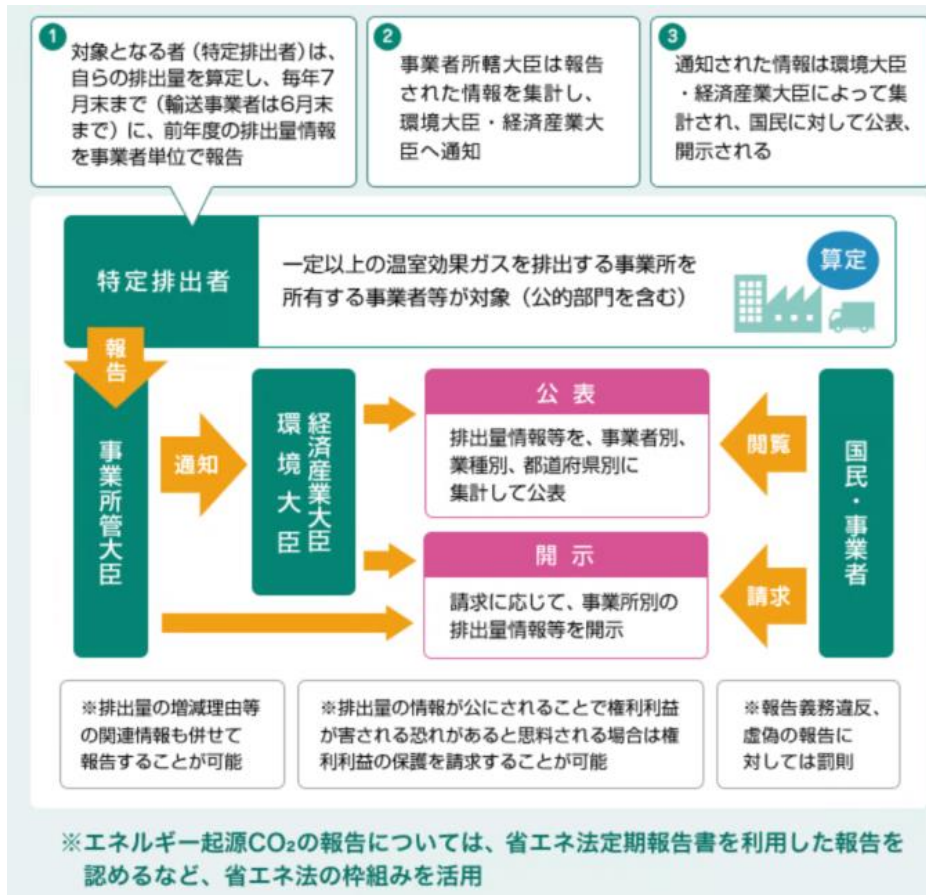 1
対象となる者（特定排出者）は、
自らの排出量を算定し、毎年7
月末まで（輸送事業者は6月末
まで）に、前年度の排出量情報
を事業者単位で報告
2
事業者所轄大臣は報告
された情報を集計し、
環境大臣・経済産業大
臣へ通知
3
通知された情報は環境大臣
・経済産業大臣によって集
計され、国民に対して公表、
開示される
特定排出者
一定以上の温室効果ガスを排出する事業所を
所有する事業者等が対象（公的部門を含む）
算定
報告
事業所管大臣
通知
経済産業大臣
環境大臣
公表
排出量情報等を、事業者別、
業種別、都道府県別に
集計して公表
閲覧
国民・事業者
開示
請求に応じて、事業所別の
排出量情報等を開示
請求
※排出量の増減理由等
の関連情報も併せて
報告することが可能
※排出量の情報が公にされることで権利利益
が害される恐れがあると思料される場合は権
利利益の保護を請求することが可能
※報告義務違反、
虚偽の報告に
対しては罰則
※エネルギー起源CO₂の報告については、省エネ法定期報告書を利用した報告を
認めるなど、省エネ法の枠組みを活用